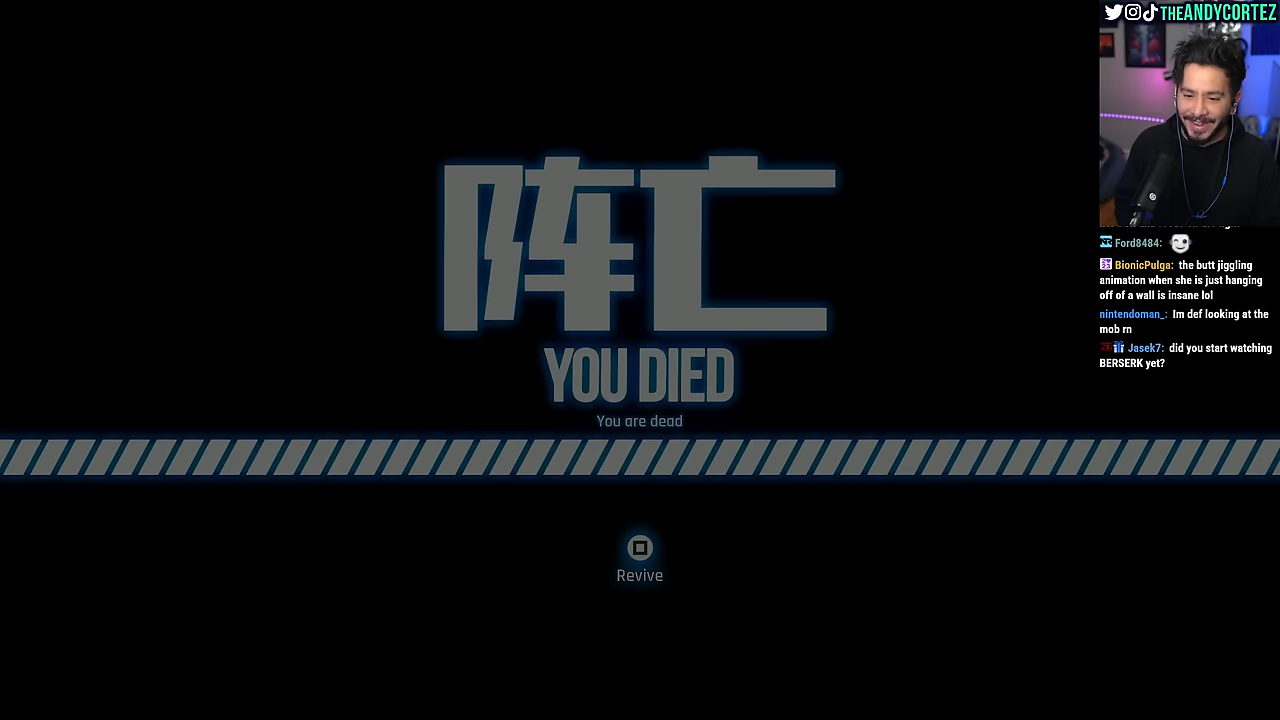 THEANDYCORTEZ
阵亡
YOU DIED
You are dead
Revive
Ford8484:
BionicPulga: the butt jiggling
animation when she is just hanging
off of a wall is insane lol
nintendoman_: Im def looking at the
mob rn
Jasek7: did you start watching
BERSERK yet?